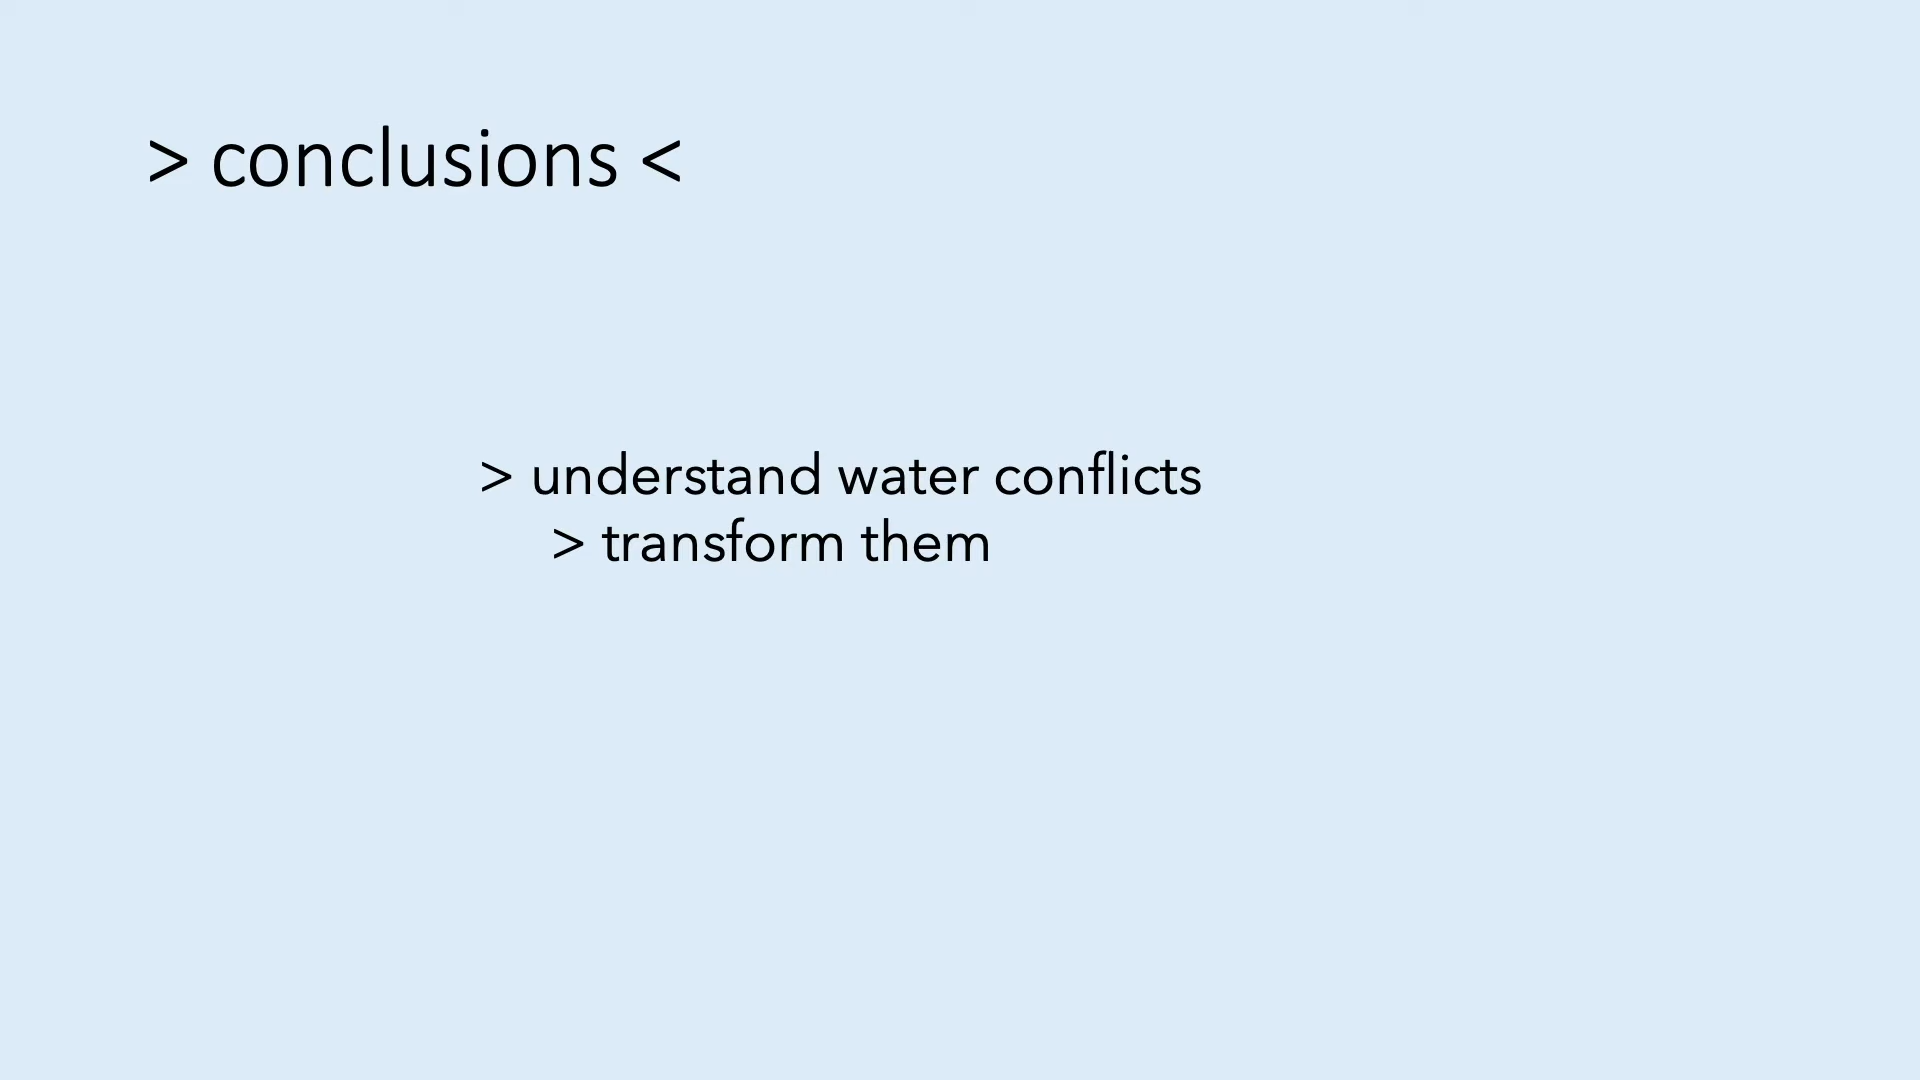 > conclusions <
> understand water conflicts
> transform them